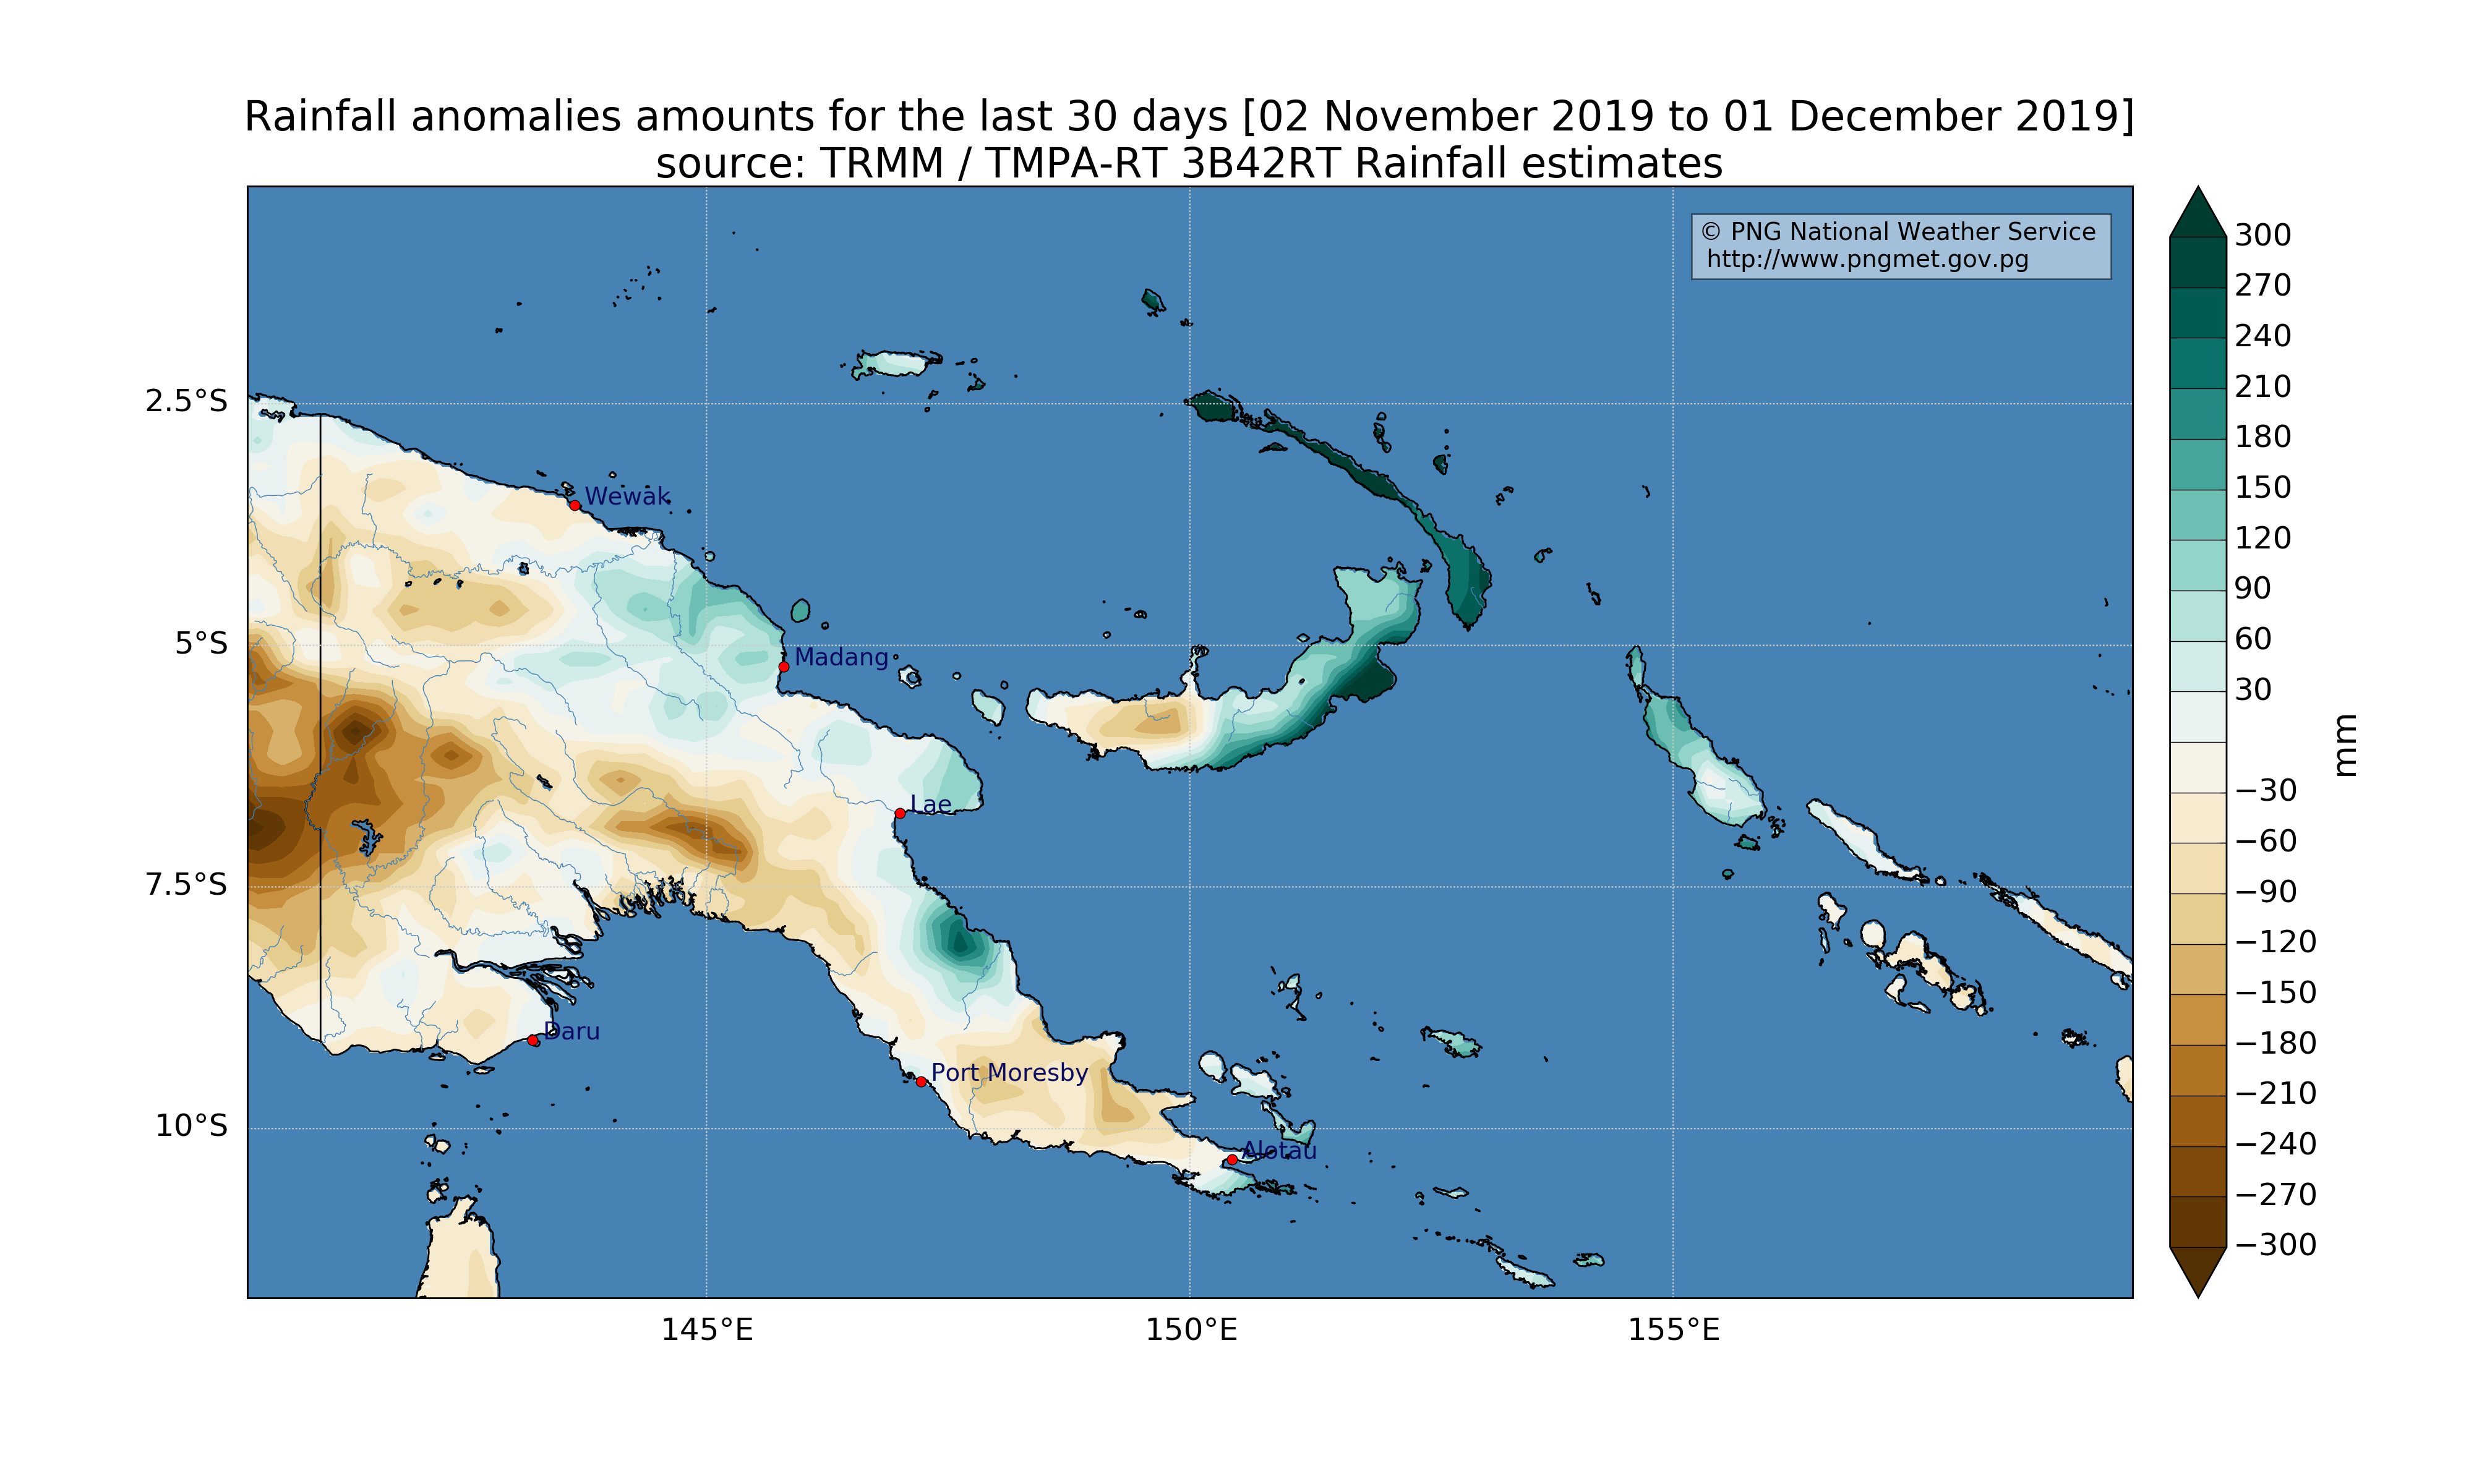 Rainfall anomalies amounts for the last 30 days [02 November 2019 to 01 December 2019]
source: TRMM / TMPA-RT 3B42RT Rainfall estimates
© PNG National Weather Service
http://www.pngmet.gov.pg
2.5°S
5°S
7.5°S
10°S
Wewak
Madang
Lae
Daru
Port Moresby
Alotau
145°E
150°E
155°E
300
270
240
210
180
150
120
90
60
30
−30
−60
−90
−120
−150
−180
−210
−240
−270
−300
mm